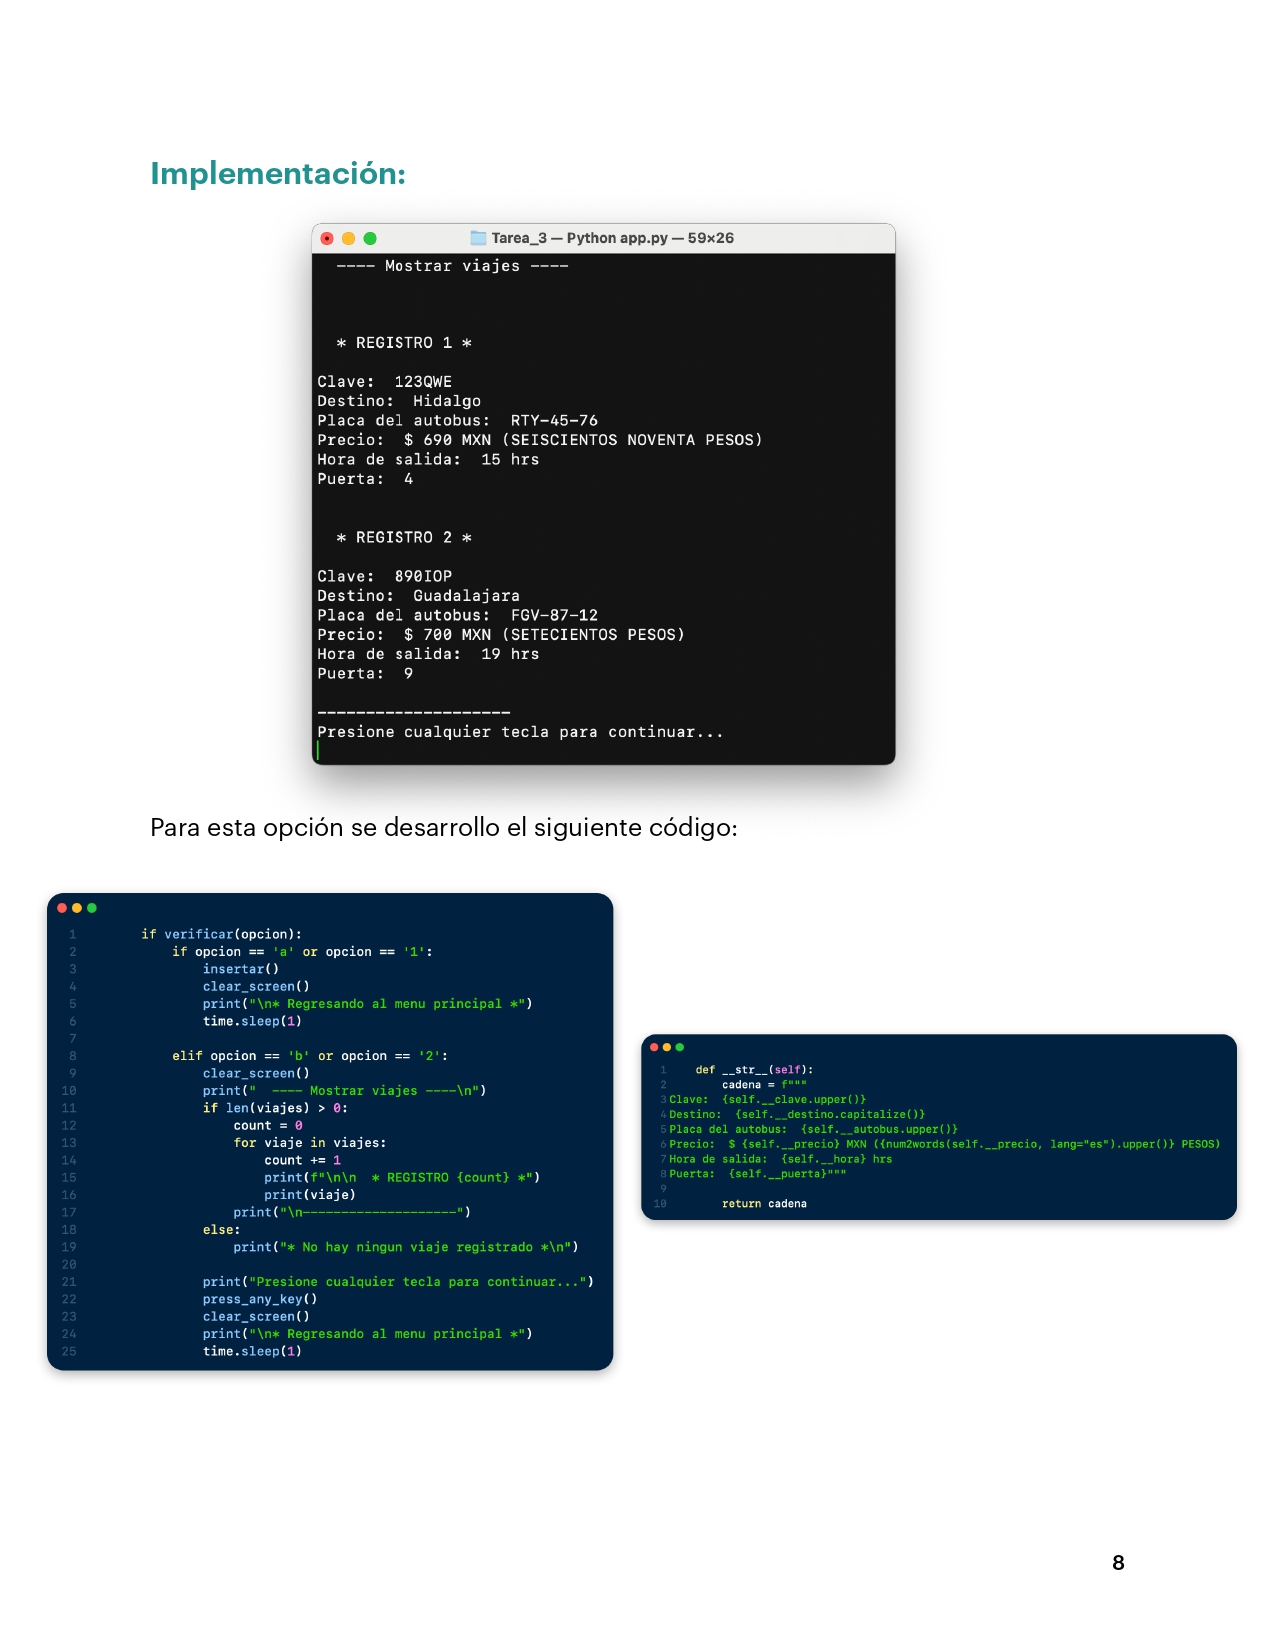 Implementación:
Tarea_3 — Python app.py — 59×26
---- Mostrar viajes ----
* REGISTRO 1 *
Clave:  123QWE
Destino:  Hidalgo
Placa del autobus:  RTY-45-76
Precio:  $ 690 MXN (SEISCIENTOS NOVENTA PESOS)
Hora de salida:  15 hrs
Puerta:  4
* REGISTRO 2 *
Clave:  890IOP
Destino:  Guadalajara
Placa del autobus:  FGV-87-12
Precio:  $ 700 MXN (SETECIENTOS PESOS)
Hora de salida:  19 hrs
Puerta:  9
--------------------
Presione cualquier tecla para continuar...
Para esta opción se desarrollo el siguiente código:
1 if verificar(opcion):
2 if opcion == 'a' or opcion == '1':
3 insertar()
4 clear_screen()
5 print("\n* Regresando al menu principal *")
6 time.sleep(1)
7
8 elif opcion == 'b' or opcion == '2':
9 clear_screen()
10 print("  ---- Mostrar viajes ----\n")
11 if len(viajes) > 0:
12 count = 0
13 for viaje in viajes:
14 count += 1
15 print(f"\n\n  * REGISTRO {count} *")
16 print(viaje)
17 print("\n--------------------")
18 else:
19 print("* No hay ningun viaje registrado *\n")
20
21 print("Presione cualquier tecla para continuar...")
22 press_any_key()
23 clear_screen()
24 print("\n* Regresando al menu principal *")
25 time.sleep(1)
1 def __str__(self):
2 cadena = f"""
3 Clave:  {self.__clave.upper()}
4 Destino:  {self.__destino.capitalize()}
5 Placa del autobus:  {self.__autobus.upper()}
6 Precio:  $ {self.__precio} MXN ({num2words(self.__precio, lang="es").upper()} PESOS)
7 Hora de salida:  {self.__hora} hrs
8 Puerta:  {self.__puerta}"""
9
10 return cadena
8